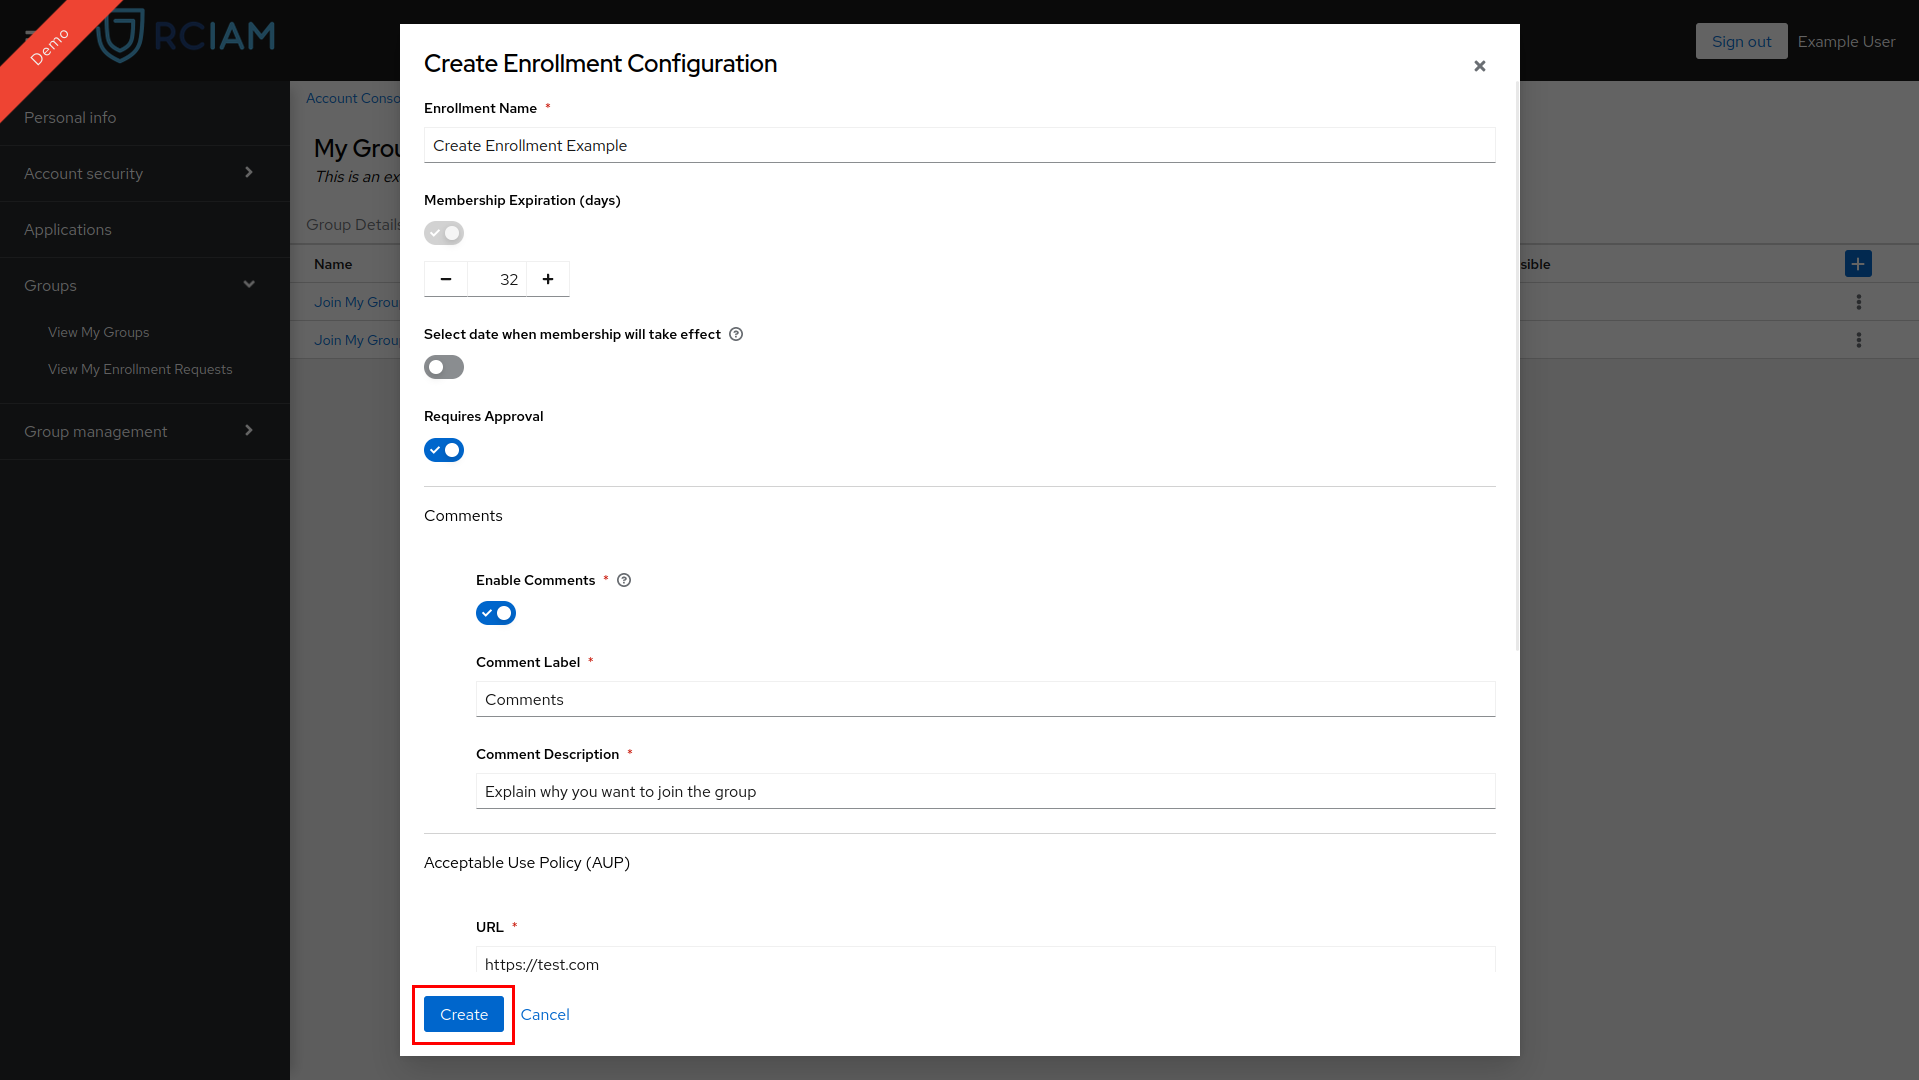 Demo
RCIAM
Sign out
Example User
Personal info
Account security
Applications
Groups
View My Groups
View My Enrollment Requests
Group management
Account Conso
My Grou
This is an ex
Group Details
Name
sible
Join My Grou
Join My Grou
Create Enrollment Configuration
Enrollment Name *
Create Enrollment Example
Membership Expiration (days)
32
Select date when membership will take effect
Requires Approval
Comments
Enable Comments *
Comment Label *
Comments
Comment Description *
Explain why you want to join the group
Acceptable Use Policy (AUP)
URL *
https://test.com
Create
Cancel